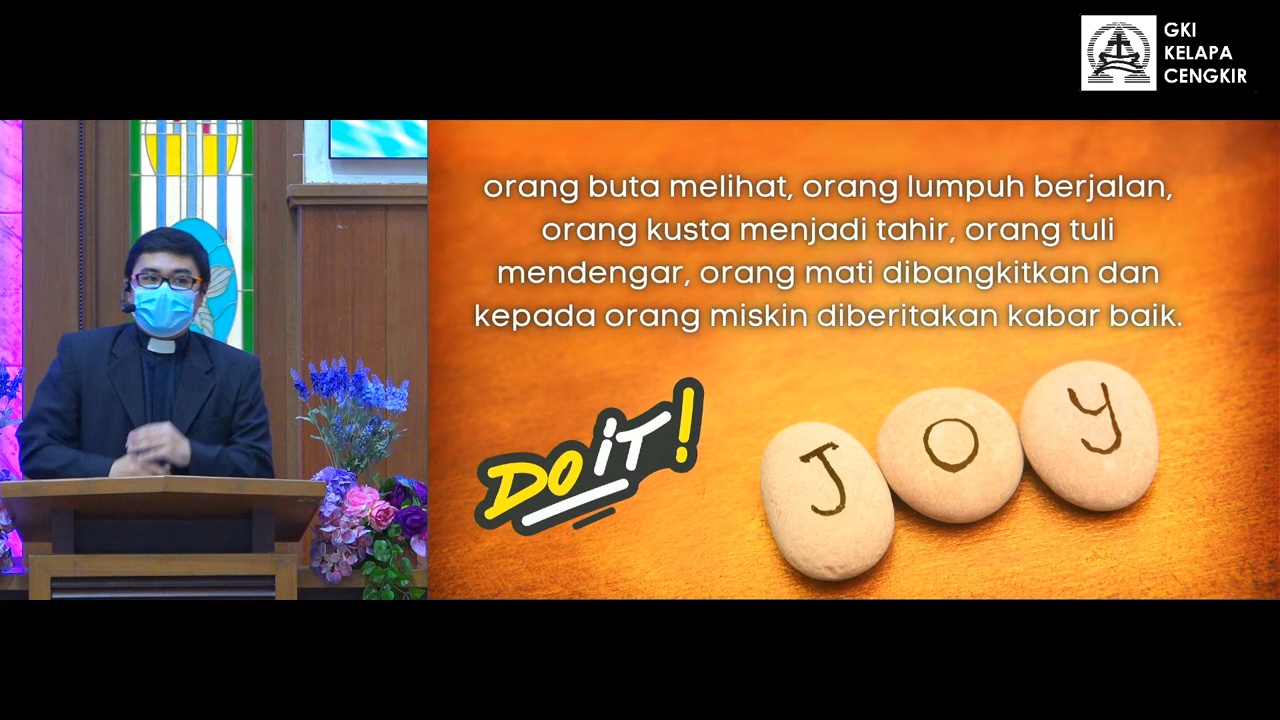 GKI
KELAPA
CENGKIR
orang buta melihat, orang lumpuh berjalan,
orang kusta menjadi tahir, orang tuli
mendengar, orang mati dibangkitkan dan
kepada orang miskin diberitakan kabar baik.
DO iT!
J O Y